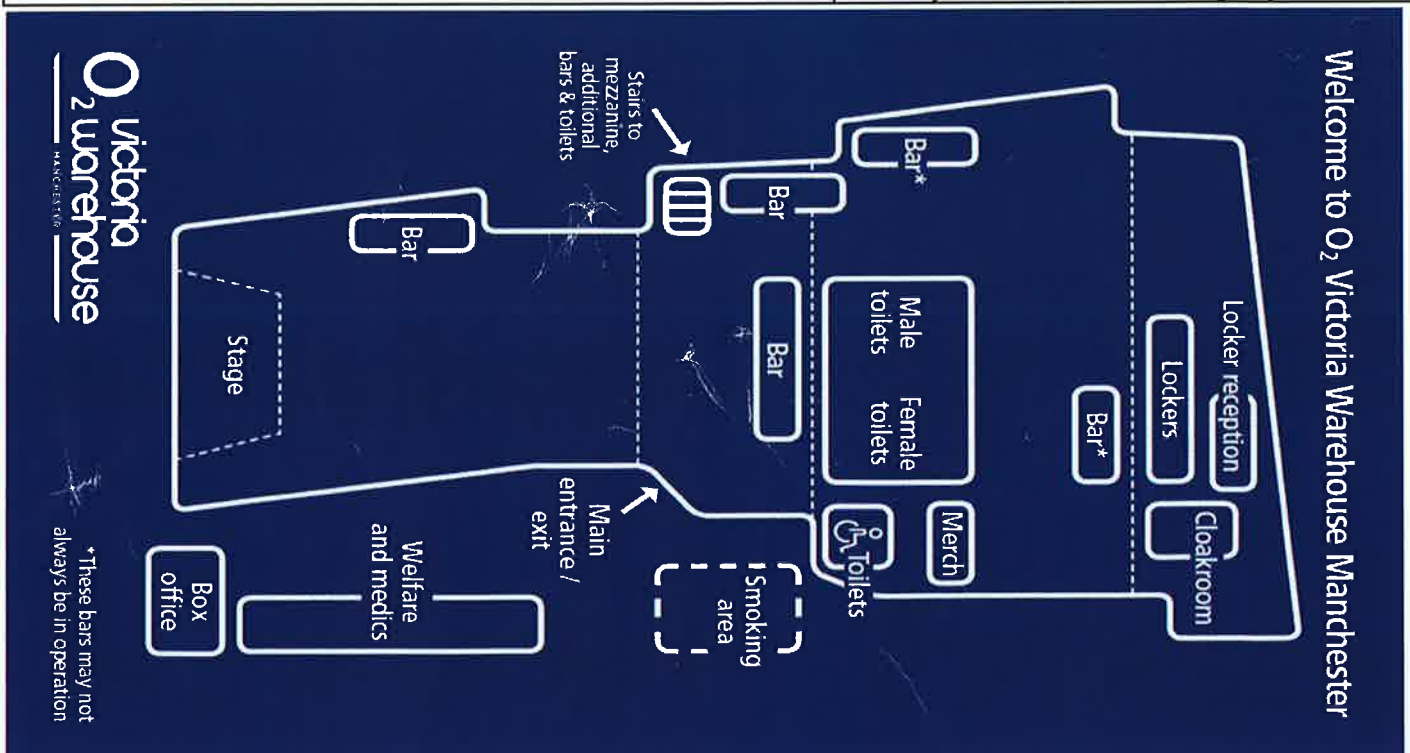 Welcome to O2 Victoria Warehouse Manchester
Locker reception
Lockers
Cloakroom
Bar*
Bar*
Merch
Male
toilets
Female
toilets
Toilets
Bar
Bar
Smoking
area
Stairs to
mezzanine,
additional
bars & toilets
Main
entrance /
exit
Bar
Welfare
and medics
Stage
Box
office
O2 victoria
warehouse
MANCHESTER
*These bars may not
always be in operation